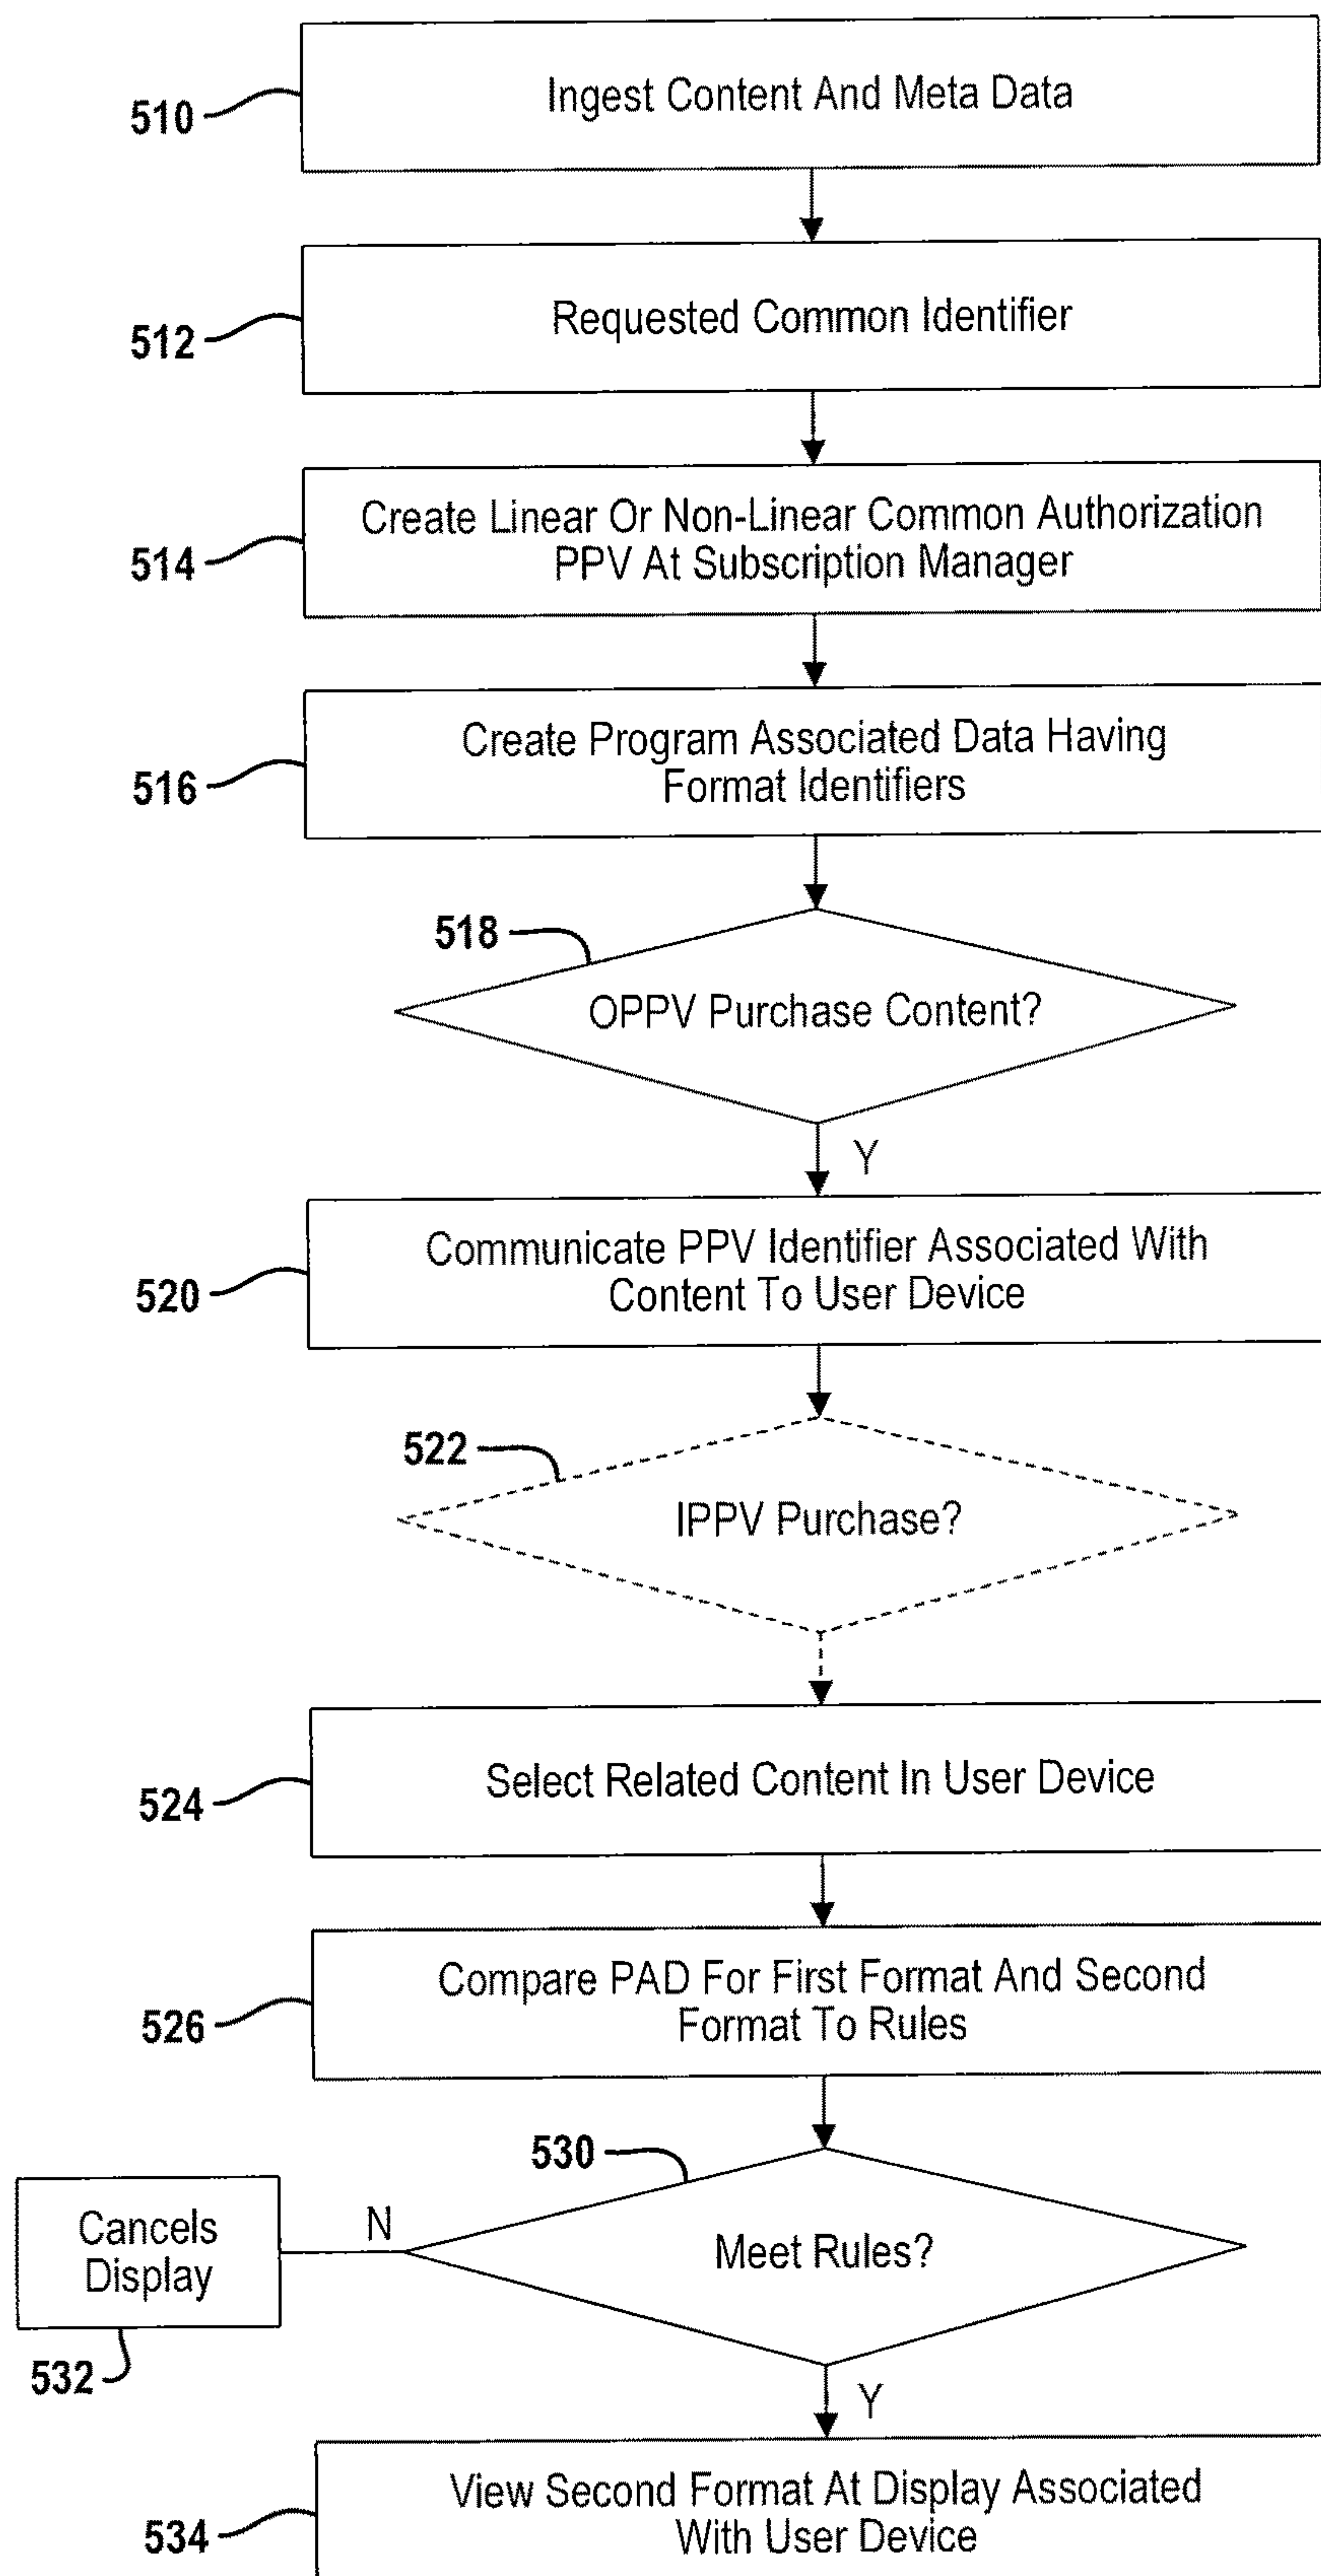 510
Ingest Content And Meta Data
512
Requested Common Identifier
514
Create Linear Or Non-Linear Common Authorization
PPV At Subscription Manager
516
Create Program Associated Data Having
Format Identifiers
518
OPPV Purchase Content?
Y
520
Communicate PPV Identifier Associated With
Content To User Device
522
IPPV Purchase?
524
Select Related Content In User Device
526
Compare PAD For First Format And Second
Format To Rules
530
Meet Rules?
N
Cancels
Display
532
Y
534
View Second Format At Display Associated
With User Device